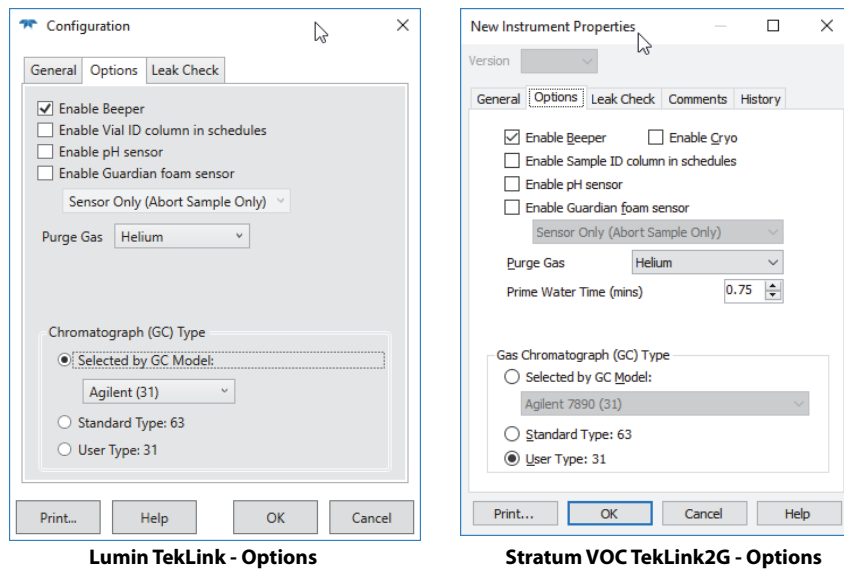 Configuration
General Options Leak Check
Enable Beeper
Enable Vial ID column in schedules
Enable pH sensor
Enable Guardian foam sensor
Sensor Only (Abort Sample Only)
Purge Gas Helium
Chromatograph (GC) Type
Selected by GC Model:
Agilent (31)
Standard Type: 63
User Type: 31
Print... Help OK Cancel
Lumin TekLink - Options
New Instrument Properties
Version
General Options Leak Check Comments History
Enable Beeper Enable Cryo
Enable Sample ID column in schedules
Enable pH sensor
Enable Guardian foam sensor
Sensor Only (Abort Sample Only)
Purge Gas Helium
Prime Water Time (mins) 0.75
Gas Chromatograph (GC) Type
Selected by GC Model:
Agilent 7890 (31)
Standard Type: 63
User Type: 31
Print... OK Cancel Help
Stratum VOC TekLink2G - Options